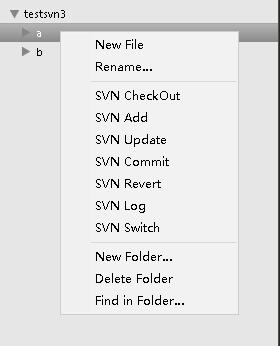 testsvn3
a
b
New File
Rename...
SVN CheckOut
SVN Add
SVN Update
SVN Commit
SVN Revert
SVN Log
SVN Switch
New Folder...
Delete Folder
Find in Folder...